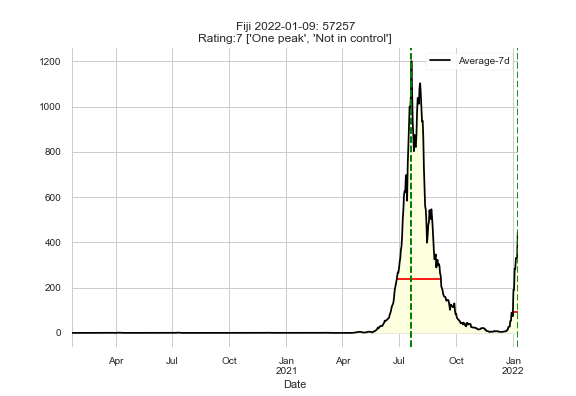 Fiji 2022-01-09: 57257
Rating:7 ['One peak', 'Not in control']
Average-7d
1200
1000
800
600
400
200
0
Apr Jul Oct Jan Apr Jul Oct Jan
2021 2022
Date